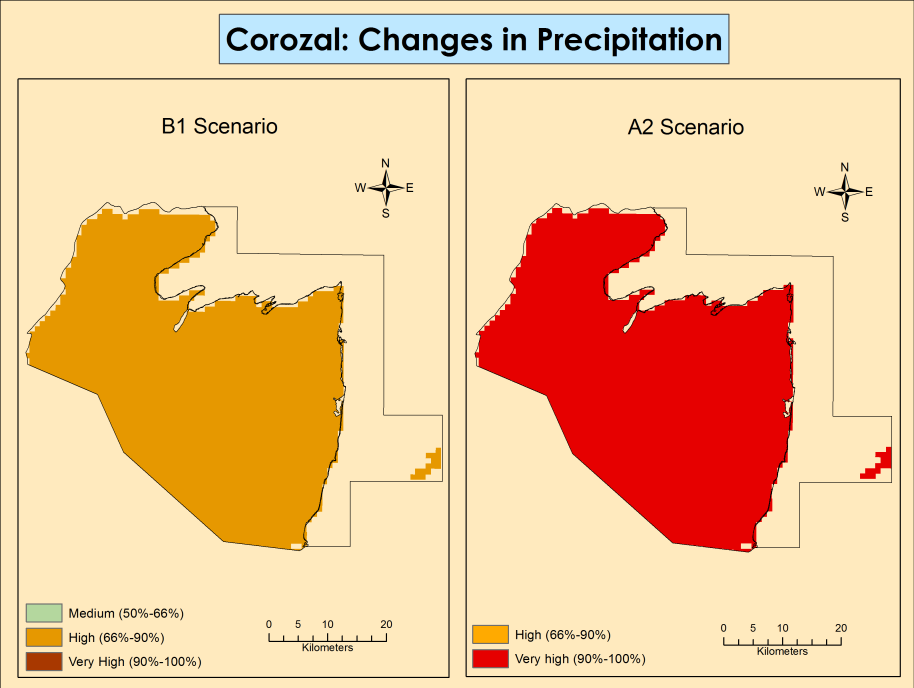 Corozal: Changes in Precipitation
B1 Scenario
N
W E
S
Medium (50%-66%)
High (66%-90%)
Very High (90%-100%)
0 5 10 20
Kilometers
A2 Scenario
N
W E
S
High (66%-90%)
Very high (90%-100%)
0 5 10 20
Kilometers